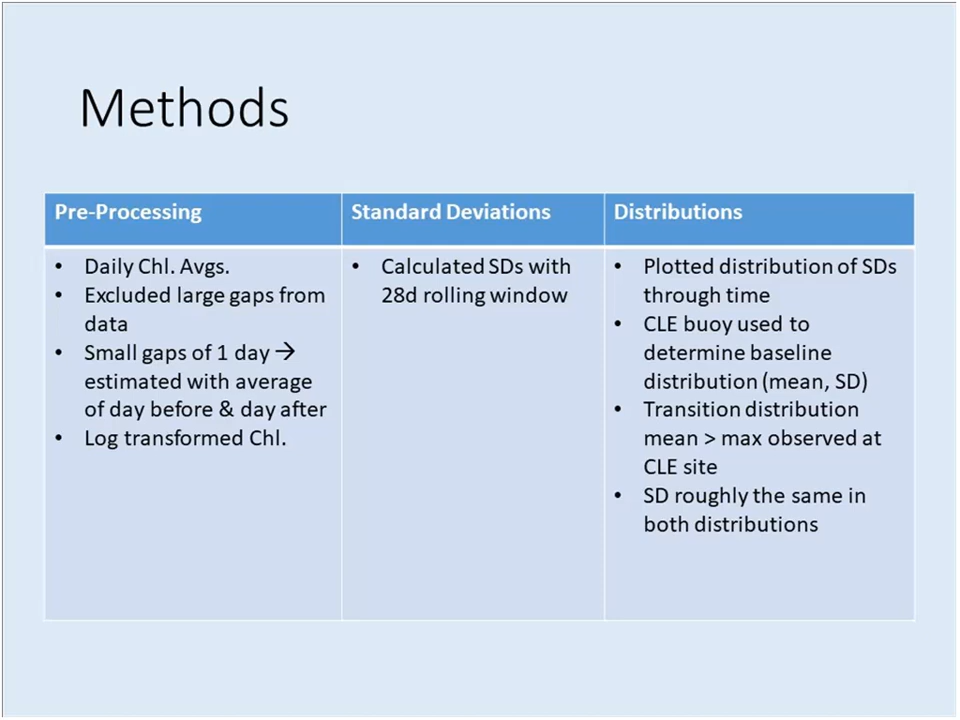 Methods
Pre-Processing
• Daily Chl. Avgs.
• Excluded large gaps from
data
• Small gaps of 1 day →
estimated with average
of day before & day after
• Log transformed Chl.
Standard Deviations
• Calculated SDs with
28d rolling window
Distributions
• Plotted distribution of SDs
through time
• CLE buoy used to
determine baseline
distribution (mean, SD)
• Transition distribution
mean > max observed at
CLE site
• SD roughly the same in
both distributions